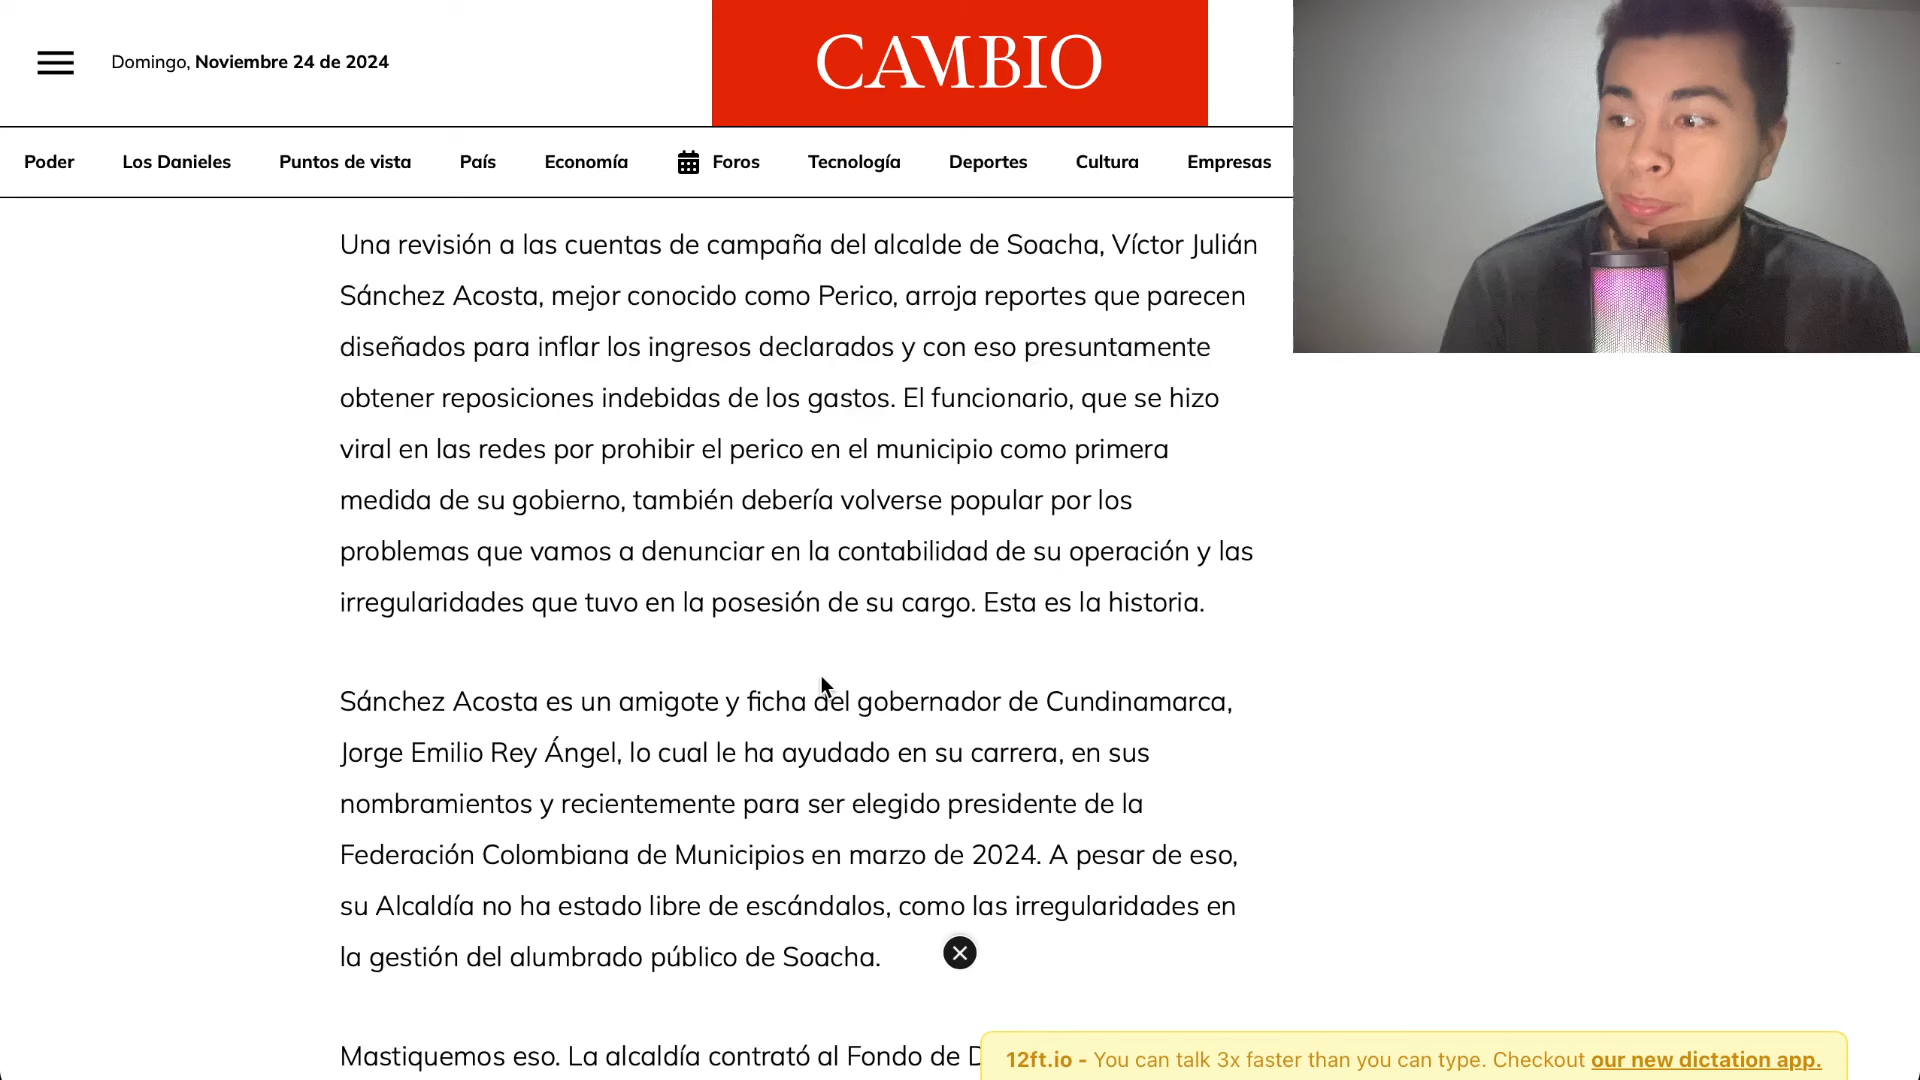 Domingo, Noviembre 24 de 2024
CAMBIO
Poder Los Danieles Puntos de vista País Economía Foros Tecnología Deportes Cultura Empresas
Una revisión a las cuentas de campaña del alcalde de Soacha, Víctor Julián
Sánchez Acosta, mejor conocido como Perico, arroja reportes que parecen
diseñados para inflar los ingresos declarados y con eso presuntamente
obtener reposiciones indebidas de los gastos. El funcionario, que se hizo
viral en las redes por prohibir el perico en el municipio como primera
medida de su gobierno, también debería volverse popular por los
problemas que vamos a denunciar en la contabilidad de su operación y las
irregularidades que tuvo en la posesión de su cargo. Esta es la historia.
Sánchez Acosta es un amigote y ficha del gobernador de Cundinamarca,
Jorge Emilio Rey Ángel, lo cual le ha ayudado en su carrera, en sus
nombramientos y recientemente para ser elegido presidente de la
Federación Colombiana de Municipios en marzo de 2024. A pesar de eso,
su Alcaldía no ha estado libre de escándalos, como las irregularidades en
la gestión del alumbrado público de Soacha.
Mastiquemos eso. La alcaldía contrató al Fondo de D
12ft.io - You can talk 3x faster than you can type. Checkout our new dictation app.